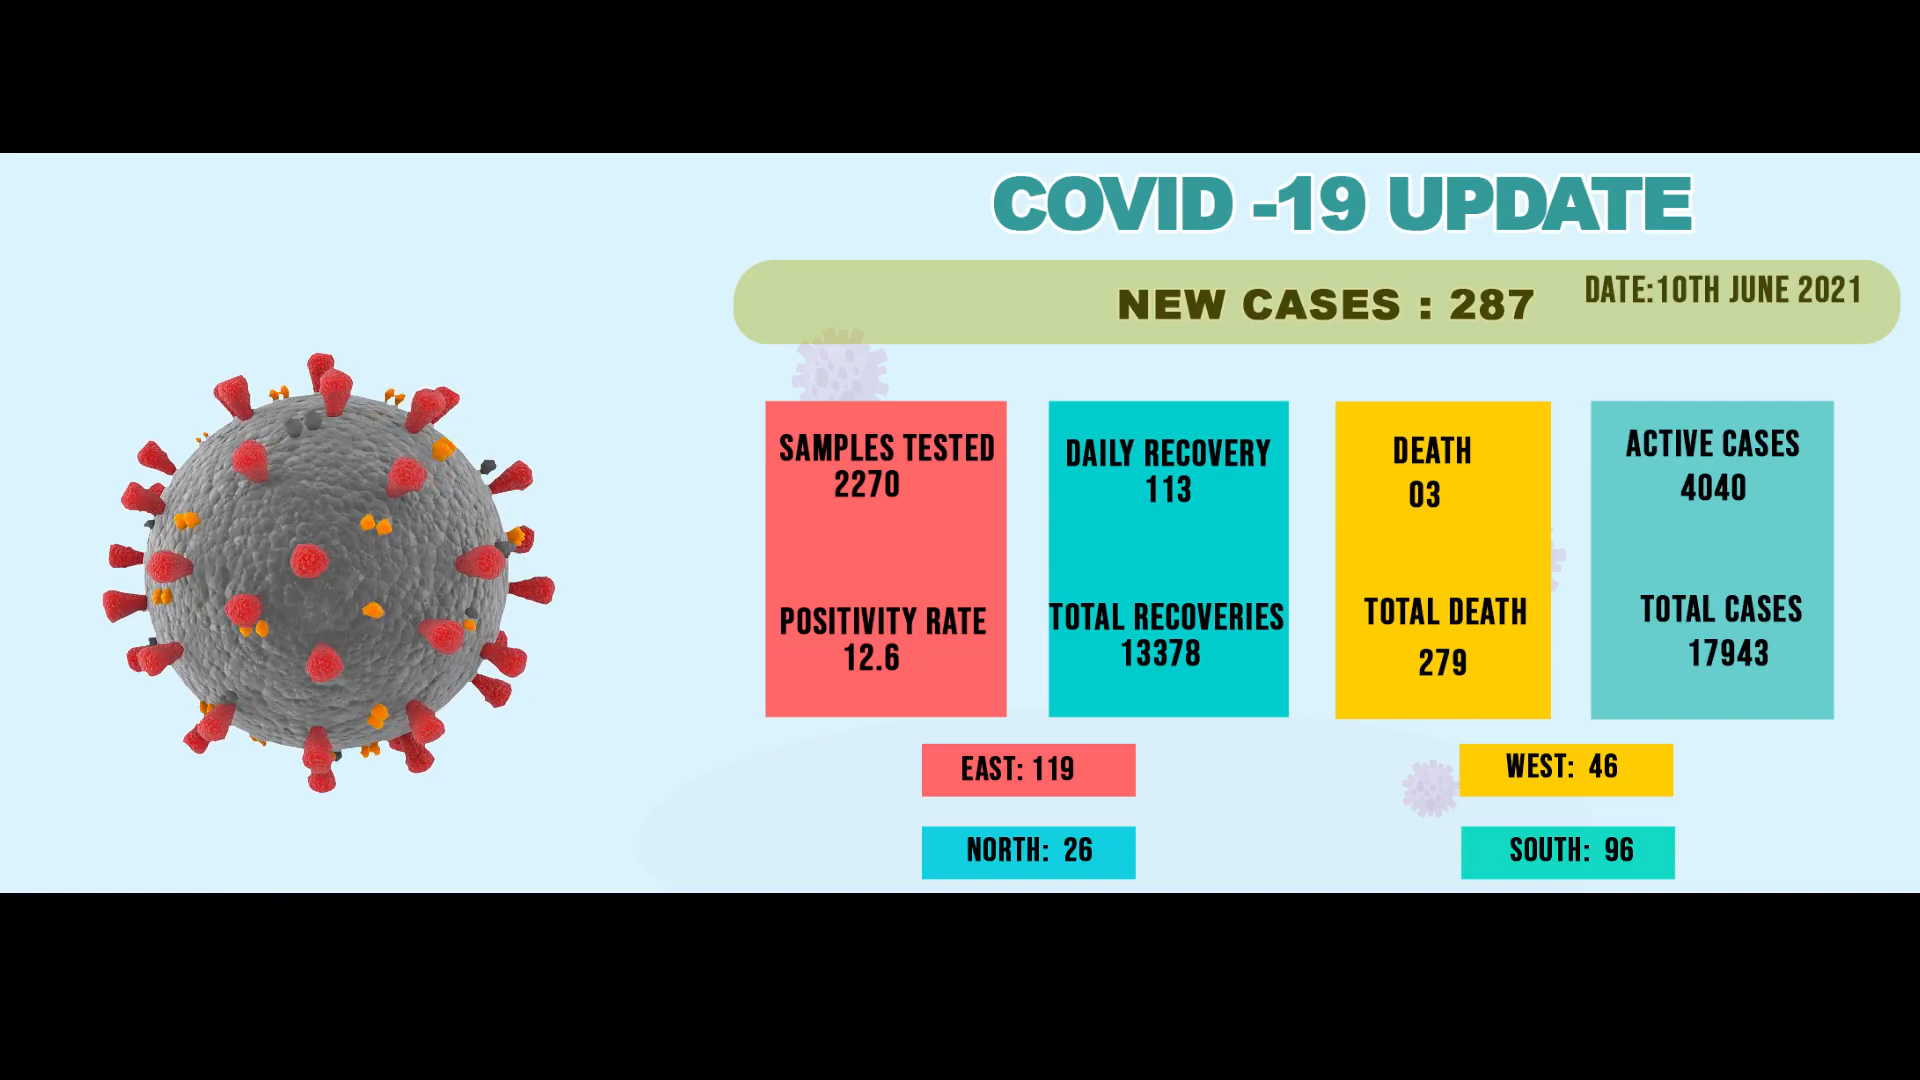 COVID -19 UPDATE
NEW CASES : 287
DATE:10TH JUNE 2021
SAMPLES TESTED
2270
POSITIVITY RATE
12.6
DAILY RECOVERY
113
TOTAL RECOVERIES
13378
DEATH
03
TOTAL DEATH
279
ACTIVE CASES
4040
TOTAL CASES
17943
EAST: 119
WEST: 46
NORTH: 26
SOUTH: 96